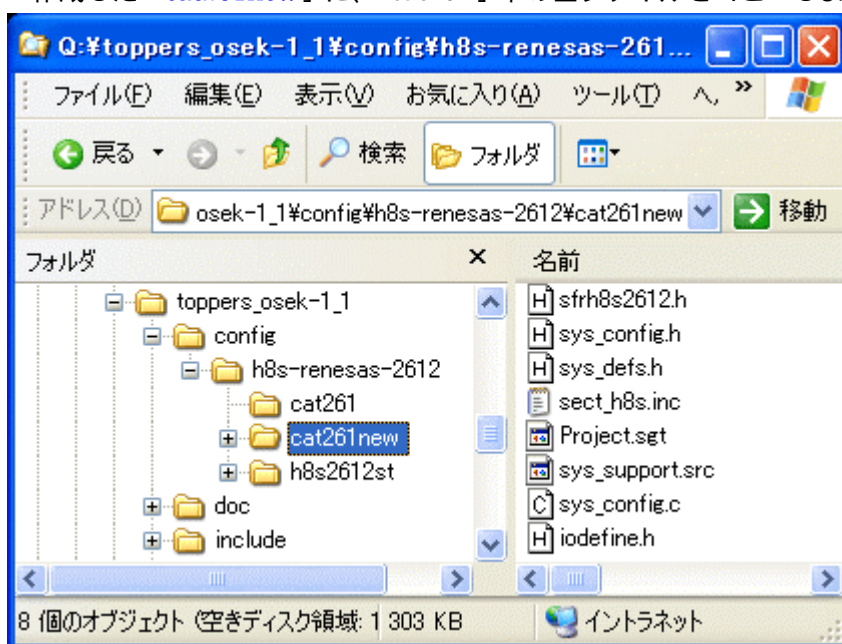 Q:¥toppers_osek-1_1¥config¥h8s-renesas-261...
ファイル(F) 編集(E) 表示(V) お気に入り(A) ツール(T) ヘ, »
戻る 検索 フォルダ
アドレス(D) osek-1_1¥config¥h8s-renesas-2612¥cat261new 移動
フォルダ × 名前
toppers_osek-1_1
config
h8s-renesas-2612
cat261
cat261new
h8s2612st
doc
include
sfrh8s2612.h
sys_config.h
sys_defs.h
sect_h8s.inc
Project.sgt
sys_support.src
sys_config.c
iodefine.h
8 個のオブジェクト (空きディスク領域: 1 303 KB イントラネット